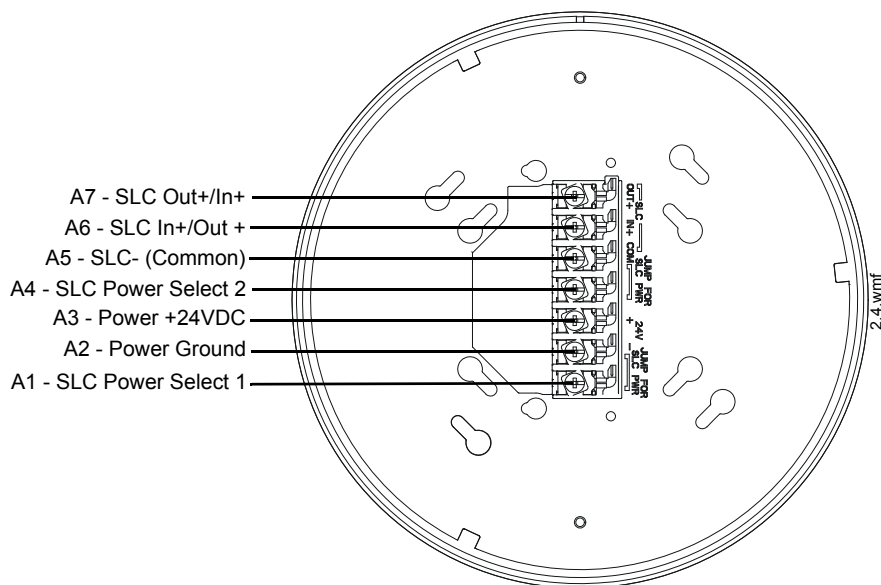 A7 - SLC Out+/In+
A6 - SLC In+/Out +
A5 - SLC- (Common)
A4 - SLC Power Select 2
A3 - Power +24VDC
A2 - Power Ground
A1 - SLC Power Select 1
OUT+ IN+ COM
SLC
JUMP FOR
SLC PWR
+ 24V -
JUMP FOR
SLC PWR
2.4.wmf